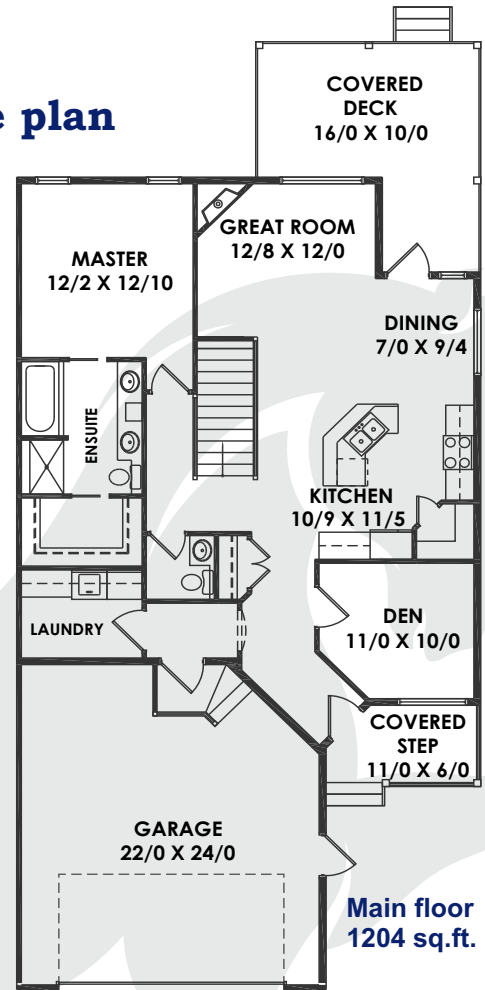 e plan
COVERED
DECK
16/0 X 10/0
GREAT ROOM
12/8 X 12/0
MASTER
12/2 X 12/10
DINING
7/0 X 9/4
ENSUITE
KITCHEN
10/9 X 11/5
DEN
11/0 X 10/0
LAUNDRY
COVERED
STEP
11/0 X 6/0
GARAGE
22/0 X 24/0
Main floor
1204 sq.ft.